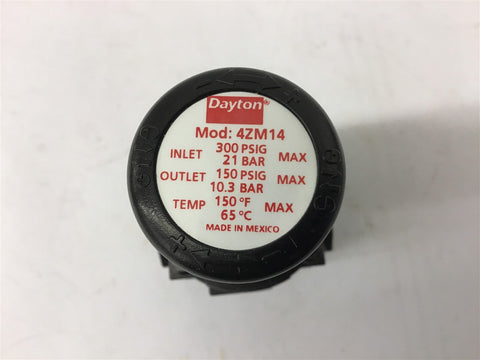 Dayton®
Mod: 4ZM14
INLET 300 PSIG 21 BAR MAX
OUTLET 150 PSIG 10.3 BAR MAX
TEMP 150 °F 65 °C MAX
MADE IN MEXICO